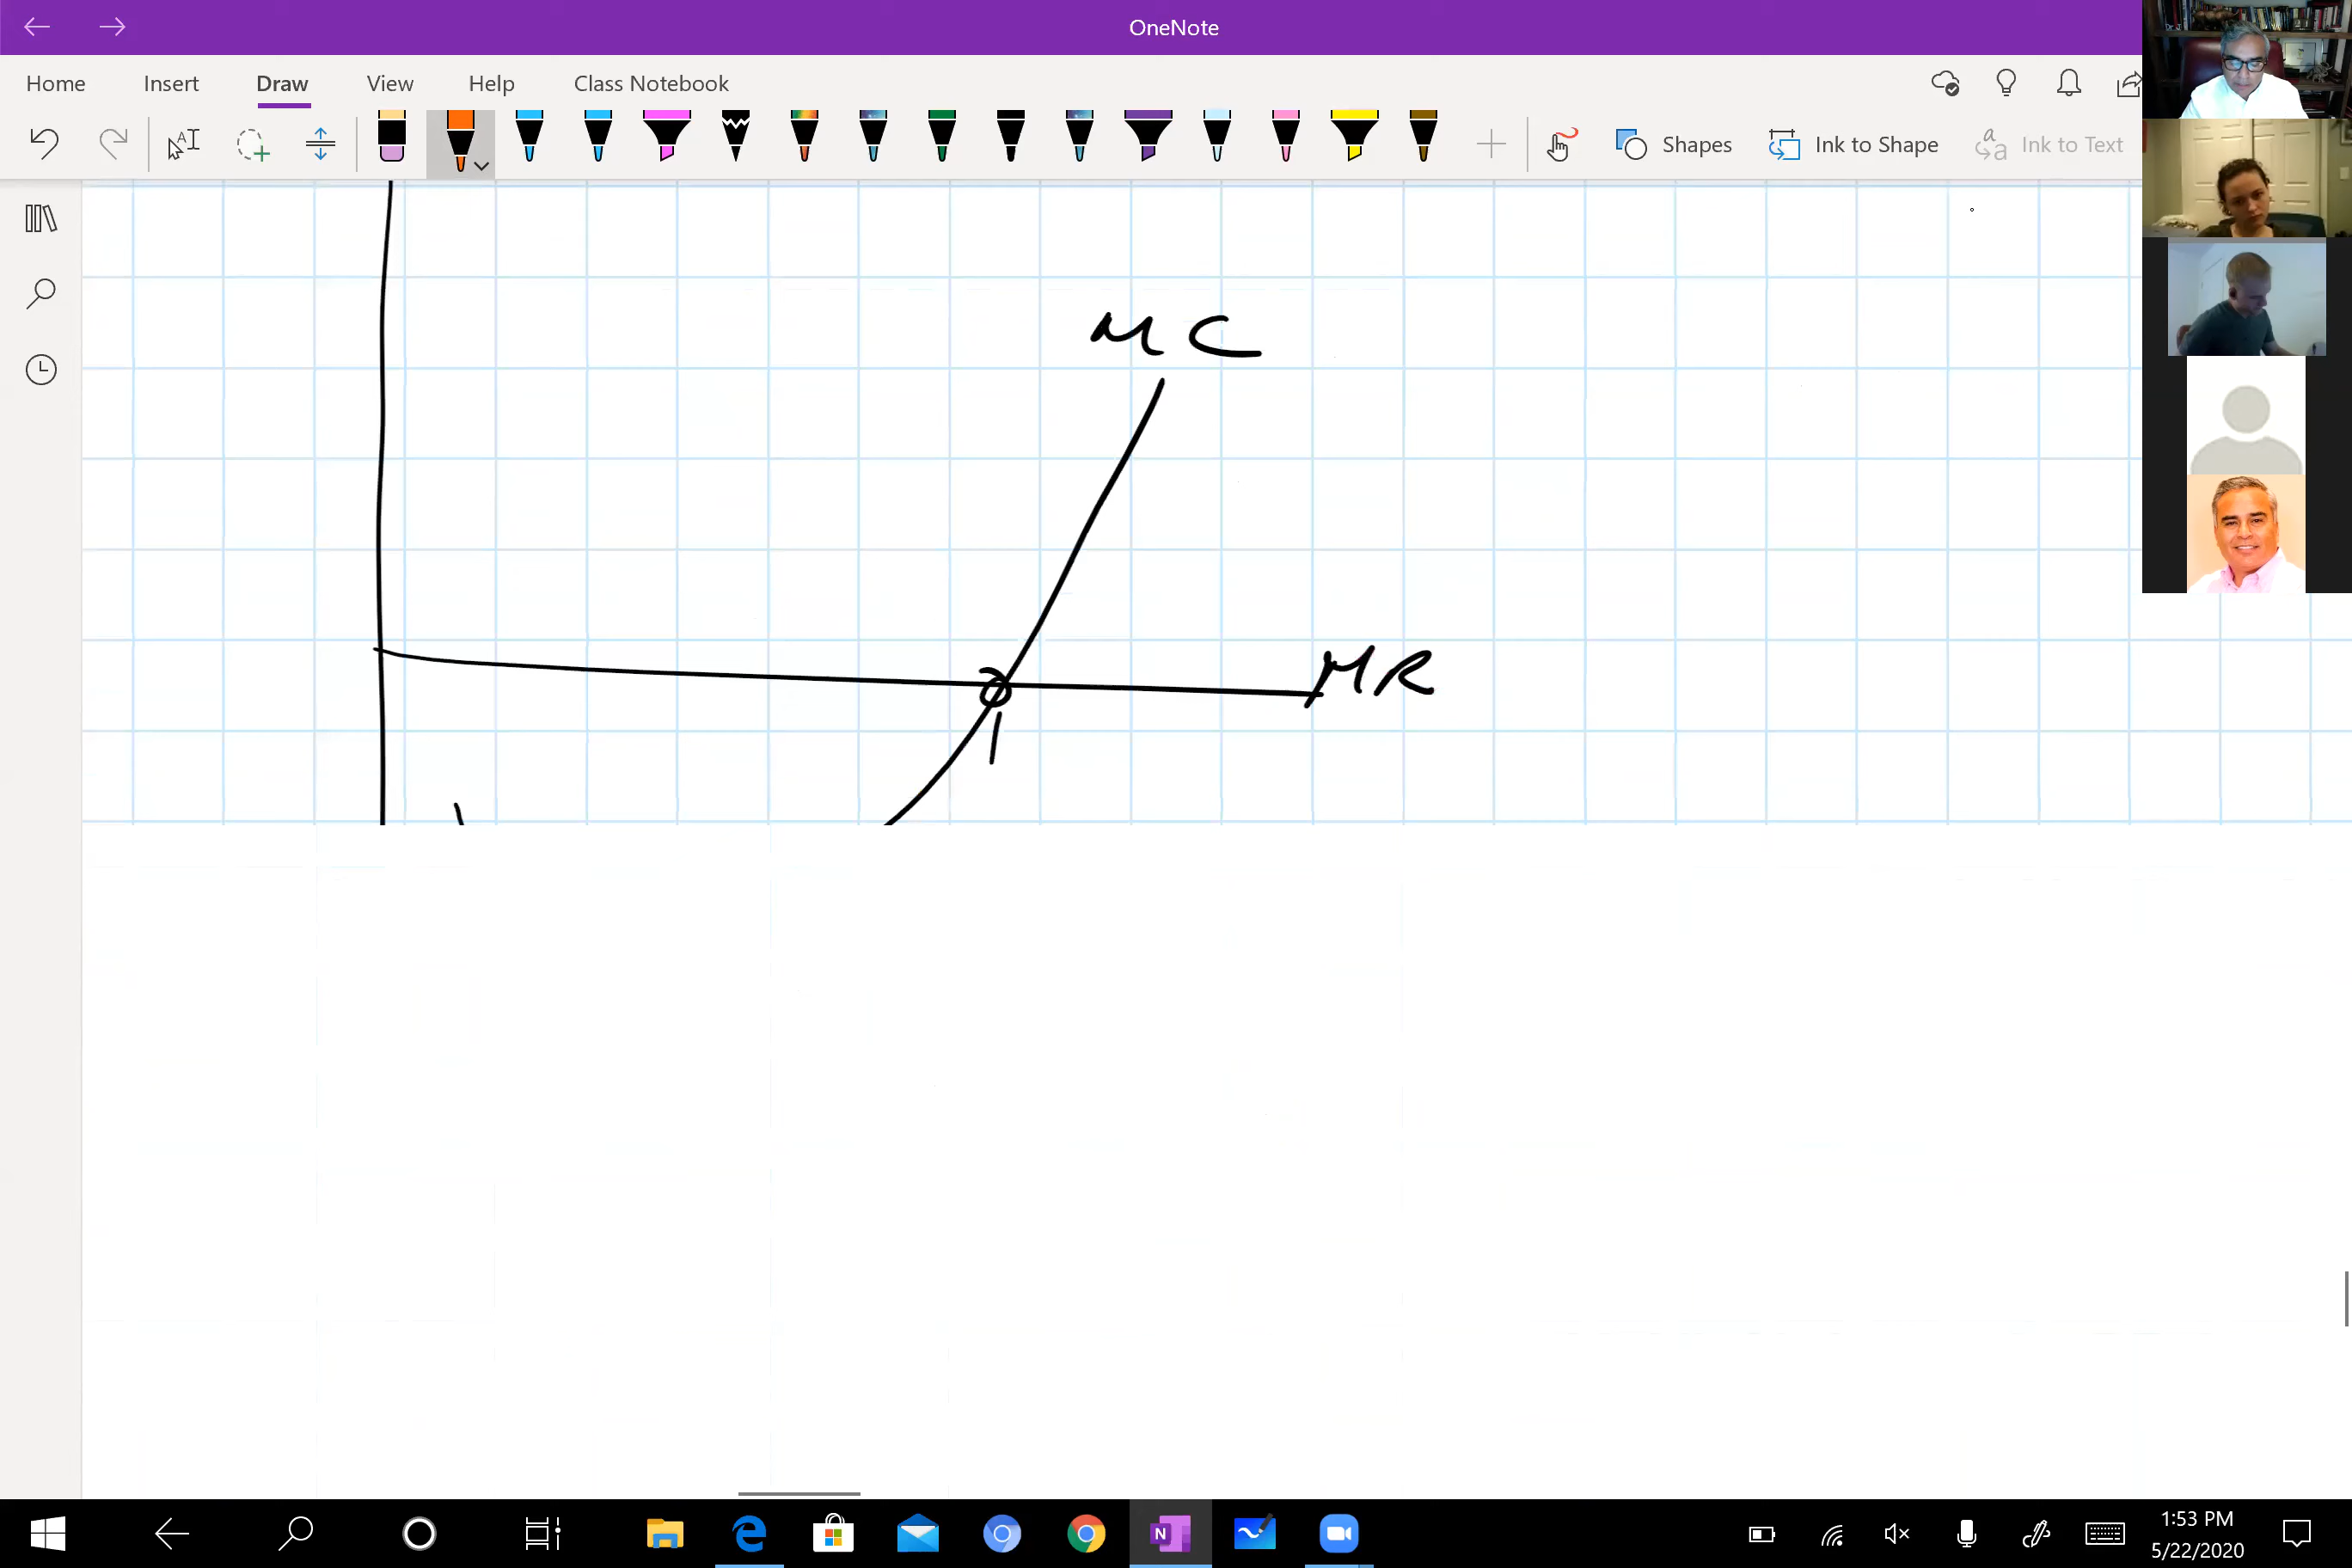 OneNote
Home Insert Draw View Help Class Notebook
Shapes Ink to Shape Ink to Text
MC
MR
1:53 PM
5/22/2020